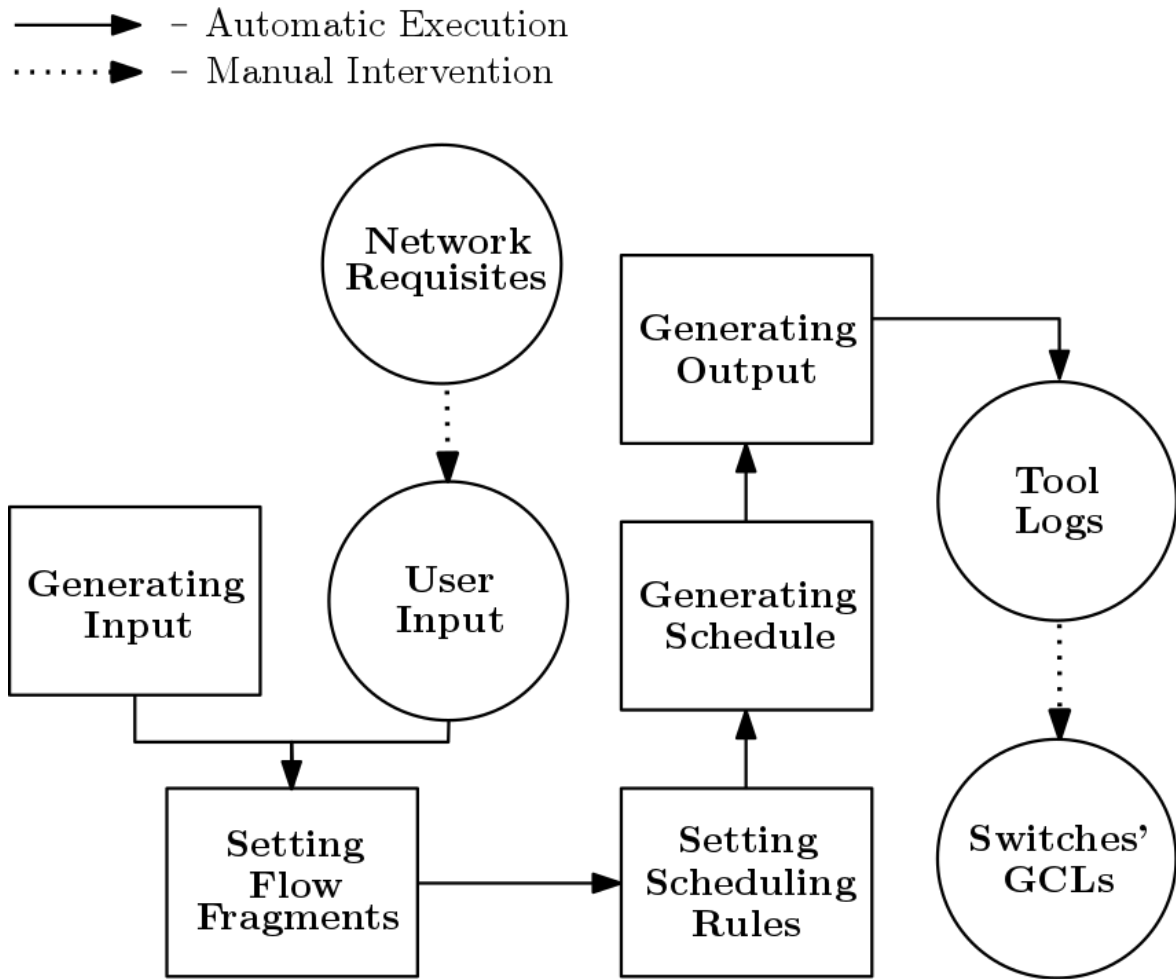 – Automatic Execution
– Manual Intervention
Network
Requisites
Generating
Output
Tool
Logs
Generating
Input
User
Input
Generating
Schedule
Setting
Flow
Fragments
Setting
Scheduling
Rules
Switches’
GCLs